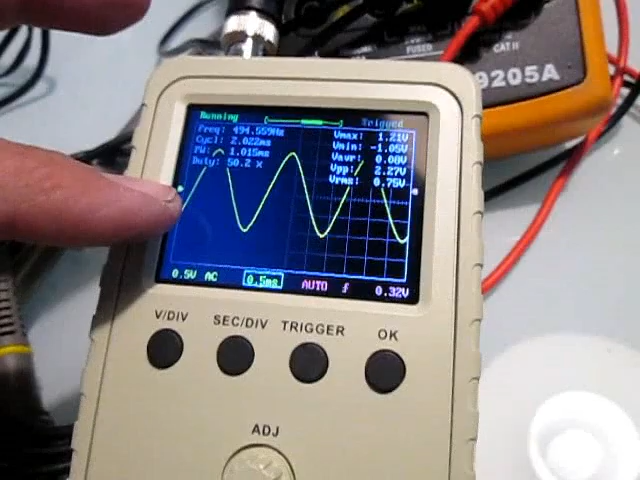 FUSED
CAT II
9205A
Running
Trigged
Freq: 494.559Hz
Cycl: 2.022ms
PW: 1.015ms
Duty: 50.2 %
Vmax: 1.21V
Vmin: -1.05V
Vavr: 0.08V
Vpp: 2.27V
Vrms: 0.75V
0.5V AC
0.5ms
AUTO
0.32V
V/DIV
SEC/DIV
TRIGGER
OK
ADJ